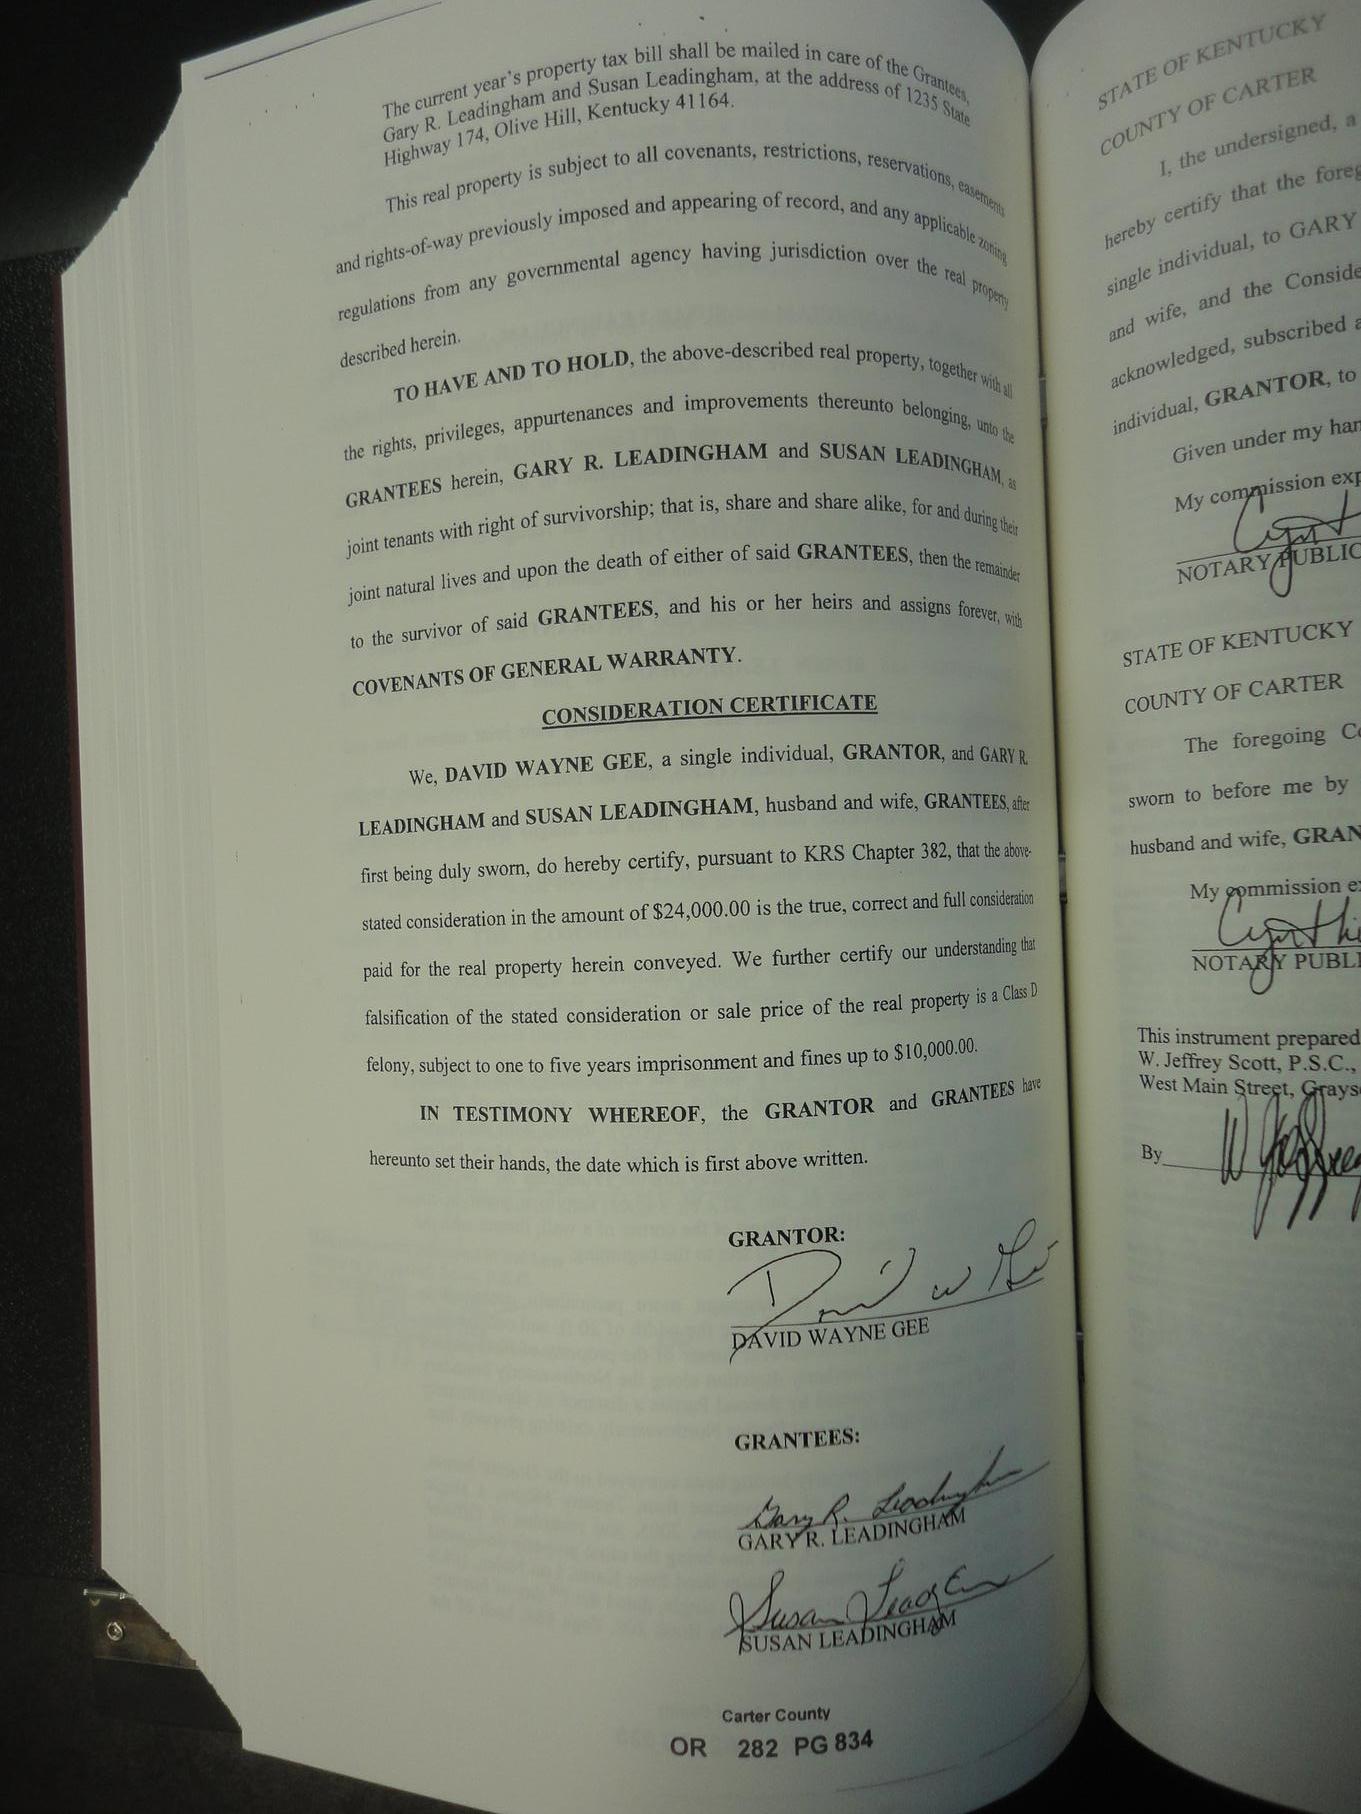 The current year's property tax bill shall be mailed in care of the Grantees,
Gary R. Leadingham and Susan Leadingham, at the address of 1235 State
Highway 174, Olive Hill, Kentucky 41164.
This real property is subject to all covenants, restrictions, reservations, easements
and rights-of-way previously imposed and appearing of record, and any applicable zoning
regulations from any governmental agency having jurisdiction over the real property
described herein.
TO HAVE AND TO HOLD, the above-described real property, together with all
the rights, privileges, appurtenances and improvements thereunto belonging, unto the
GRANTEES herein, GARY R. LEADINGHAM and SUSAN LEADINGHAM, as
joint tenants with right of survivorship; that is, share and share alike, for and during their
joint natural lives and upon the death of either of said GRANTEES, then the remainder
to the survivor of said GRANTEES, and his or her heirs and assigns forever, with
COVENANTS OF GENERAL WARRANTY.
CONSIDERATION CERTIFICATE
We, DAVID WAYNE GEE, a single individual, GRANTOR, and GARY R.
LEADINGHAM and SUSAN LEADINGHAM, husband and wife, GRANTEES, after
first being duly sworn, do hereby certify, pursuant to KRS Chapter 382, that the above-
stated consideration in the amount of $24,000.00 is the true, correct and full consideration
paid for the real property herein conveyed. We further certify our understanding that
falsification of the stated consideration or sale price of the real property is a Class D
felony, subject to one to five years imprisonment and fines up to $10,000.00.
IN TESTIMONY WHEREOF, the GRANTOR and GRANTEES have
hereunto set their hands, the date which is first above written.
GRANTOR:
David W Gee
DAVID WAYNE GEE
GRANTEES:
Gary R. Leadingham
GARY R. LEADINGHAM
Susan Leadingham
SUSAN LEADINGHAM
Carter County
OR 282 PG 834
STATE OF KENTUCKY
COUNTY OF CARTER
I, the undersigned, a
hereby certify that the foreg
single individual, to GARY
and wife, and the Conside
acknowledged, subscribed a
individual, GRANTOR, to
Given under my han
My commission exp
NOTARY PUBLIC
STATE OF KENTUCKY
COUNTY OF CARTER
The foregoing Co
sworn to before me by
husband and wife, GRAN
My commission ex
Cynthi
NOTARY PUBLI
This instrument prepared
W. Jeffrey Scott, P.S.C.,
West Main Street, Grays
By